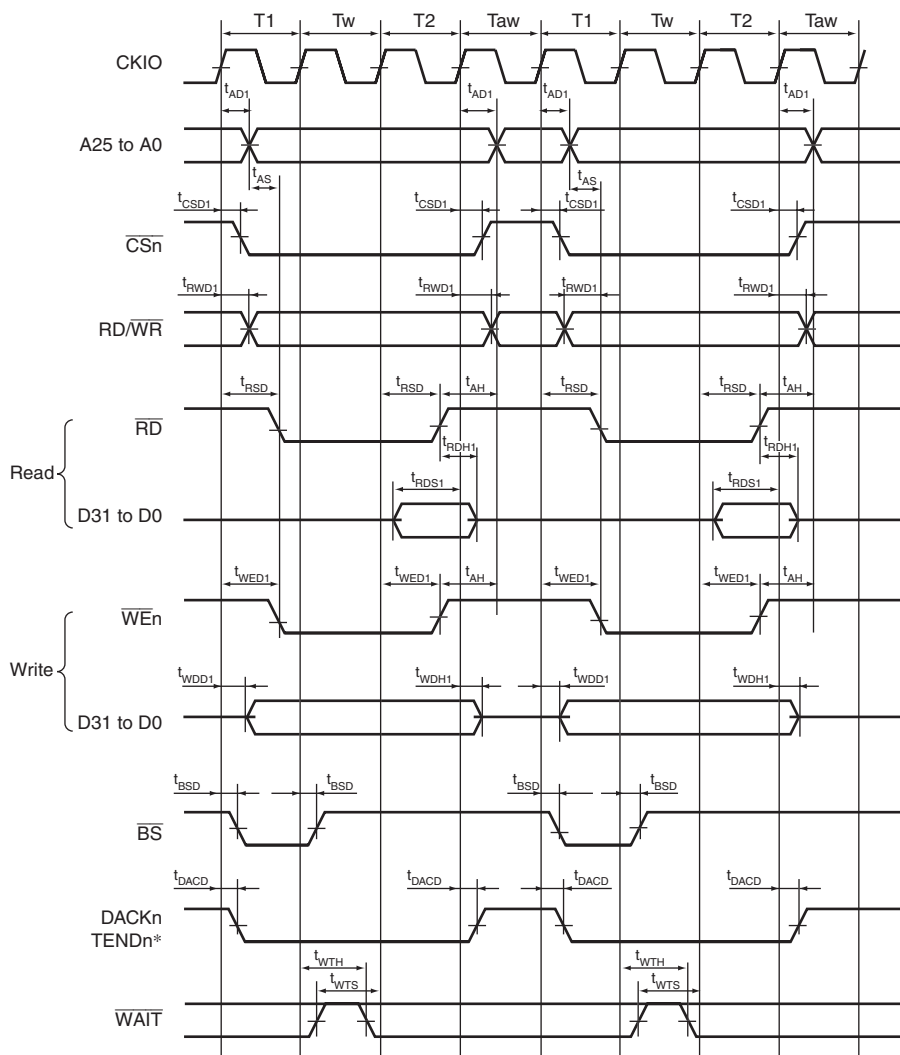 T1 Tw T2 Taw T1 Tw T2 Taw
CKIO
tAD1 tAD1 tAD1 tAD1
A25 to A0
tAS tAS
tCSD1 tCSD1 tCSD1 tCSD1
CSn
tRWD1 tRWD1 tRWD1 tRWD1
RD/WR
tRSD tRSD tAH tRSD tRSD tAH
RD
tRDH1 tRDH1
Read
tRDS1 tRDS1
D31 to D0
tWED1 tWED1 tAH tWED1 tWED1 tAH
WEn
Write
tWDD1 tWDH1 tWDD1 tWDH1
D31 to D0
tBSD tBSD tBSD tBSD
BS
tDACD tDACD tDACD tDACD
DACKn
TENDn*
tWTH tWTH
tWTS tWTS
WAIT